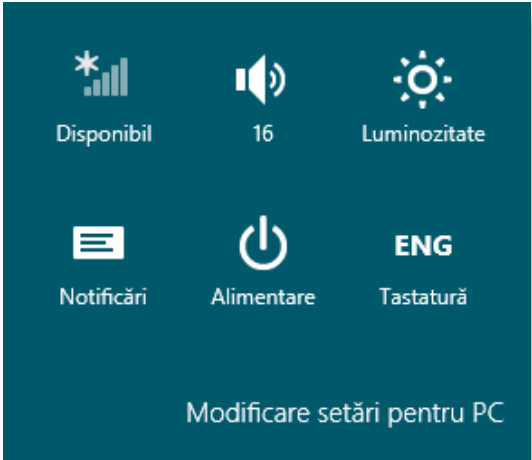 Disponibil
16
Luminozitate
Notificări
Alimentare
ENG
Tastatură
Modificare setări pentru PC